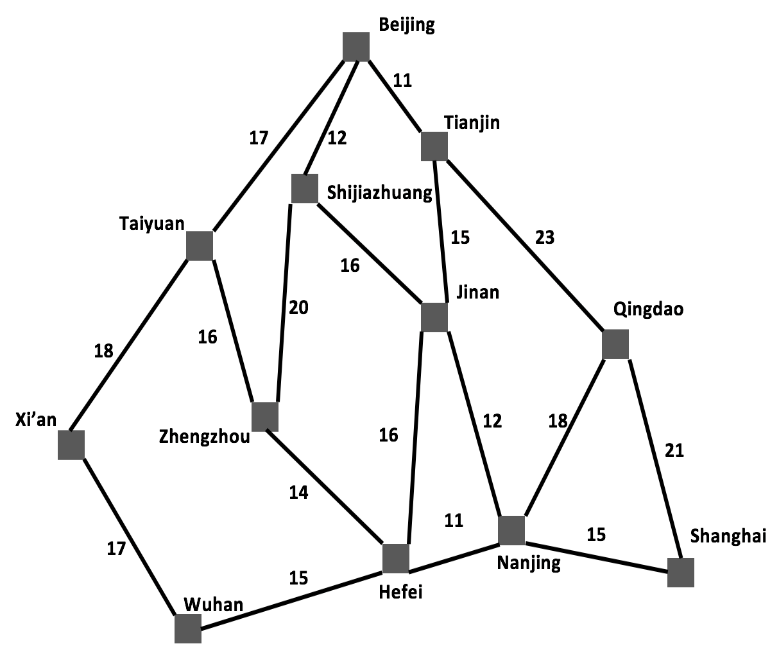 Beijing
11
Tianjin
17
12
Shijiazhuang
Taiyuan
15
23
16
Jinan
Qingdao
20
16
18
Xi'an
Zhengzhou
16
12
18
21
14
11
15
Shanghai
17
Nanjing
15
Hefei
Wuhan